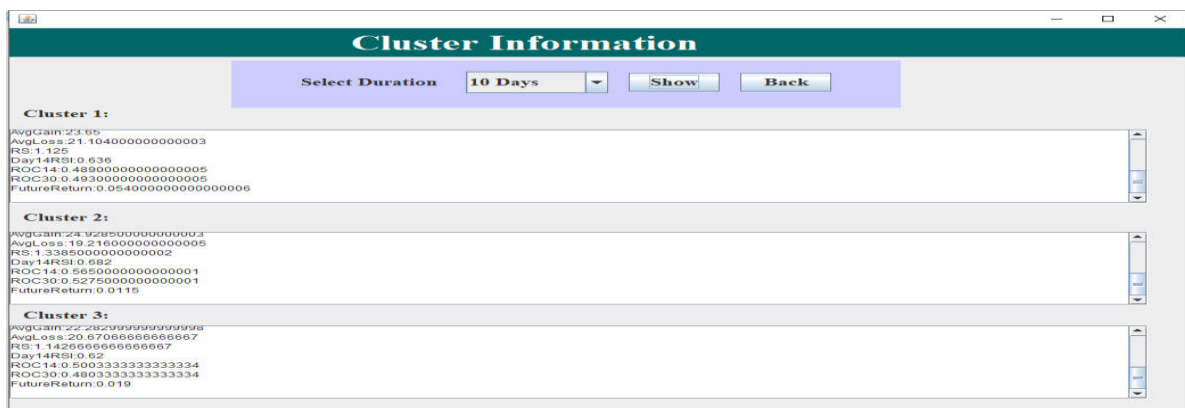 Cluster Information
Select Duration 10 Days Show Back
Cluster 1:
AvgGain:23.65
AvgLoss:21.104000000000003
RS:1.125
Day14RSI:0.636
ROC14:0.48900000000000005
ROC30:0.49300000000000005
FutureReturn:0.054000000000000006
Cluster 2:
AvgGain:24.928500000000003
AvgLoss:19.216000000000005
RS:1.3385000000000002
Day14RSI:0.682
ROC14:0.5650000000000001
ROC30:0.5275000000000001
FutureReturn:0.0115
Cluster 3:
AvgGain:22.282999999999998
AvgLoss:20.67066666666667
RS:1.1426666666666667
Day14RSI:0.62
ROC14:0.5003333333333334
ROC30:0.4803333333333334
FutureReturn:0.019